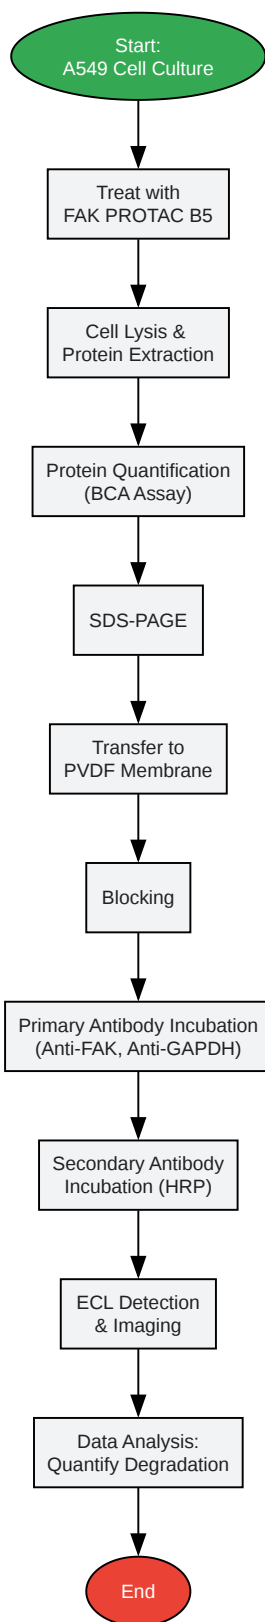 Start:
A549 Cell Culture
Treat with
FAK PROTAC B5
Cell Lysis &
Protein Extraction
Protein Quantification
(BCA Assay)
SDS-PAGE
Transfer to
PVDF Membrane
Blocking
Primary Antibody Incubation
(Anti-FAK, Anti-GAPDH)
Secondary Antibody
Incubation (HRP)
ECL Detection
& Imaging
Data Analysis:
Quantify Degradation
End